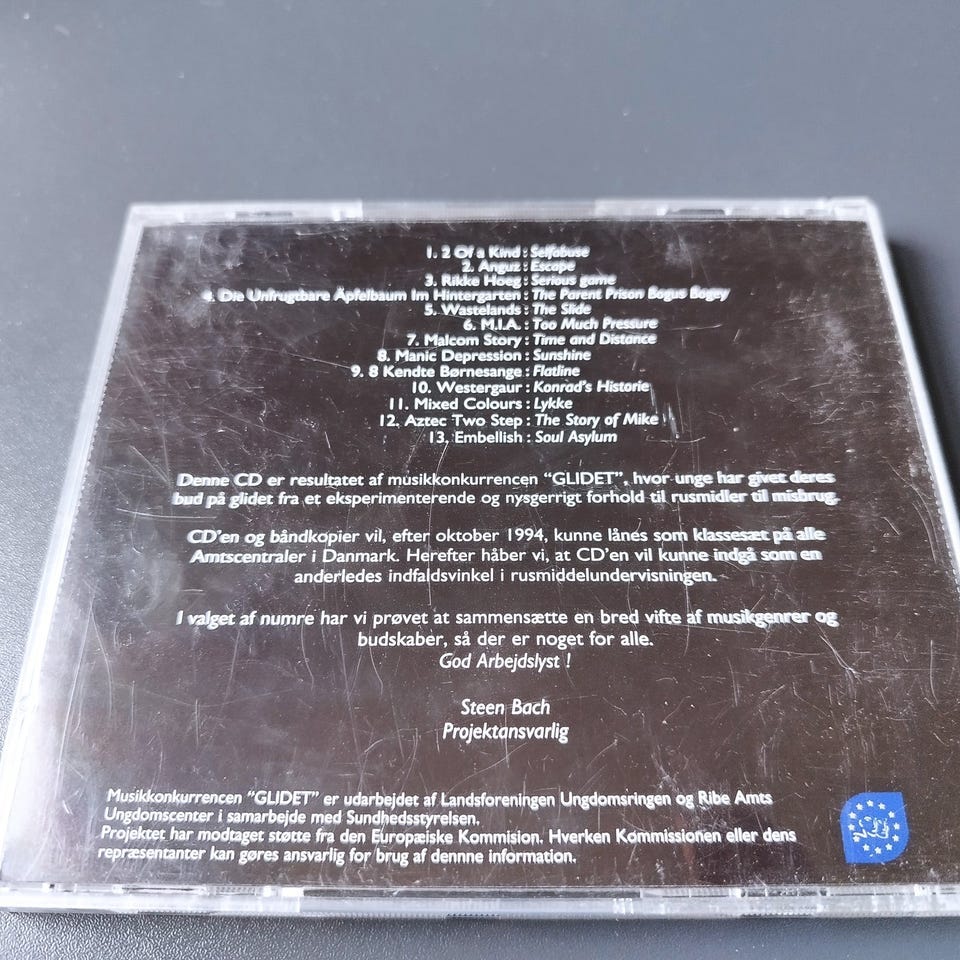 1. 2 Of a Kind : Selfabuse
2. Anguz : Escape
3. Rikke Hoeg : Serious game
4. Die Unfrugtbare Äpfelbaum Im Hintergarten : The Parent Prison Bogus Bogey
5. Wastelands : The Slide
6. M.I.A. : Too Much Pressure
7. Malcom Story : Time and Distance
8. Manic Depression : Sunshine
9. 8 Kendte Børnesange : Flatline
10. Westergaur : Konrad's Historie
11. Mixed Colours : Lykke
12. Aztec Two Step : The Story of Mike
13. Embellish : Soul Asylum
Denne CD er resultatet af musikkonkurrencen "GLIDET", hvor unge har givet deres
bud på glidet fra et eksperimenterende og nysgerrigt forhold til rusmidler til misbrug.
CD'en og båndkopier vil, efter oktober 1994, kunne lånes som klassesæt på alle
Amtscentraler i Danmark. Herefter håber vi, at CD'en vil kunne indgå som en
anderledes indfaldsvinkel i rusmiddelundervisningen.
I valget af numre har vi prøvet at sammensætte en bred vifte af musikgenrer og
budskaber, så der er noget for alle.
God Arbejdslyst !
Steen Bach
Projektansvarlig
Musikkonkurrencen "GLIDET" er udarbejdet af Landsforeningen Ungdomsringen og Ribe Amts
Ungdomscenter i samarbejde med Sundhedsstyrelsen.
Projektet har modtaget støtte fra den Europæiske Kommision. Hverken Kommissionen eller dens
repræsentanter kan gøres ansvarlig for brug af dennne information.